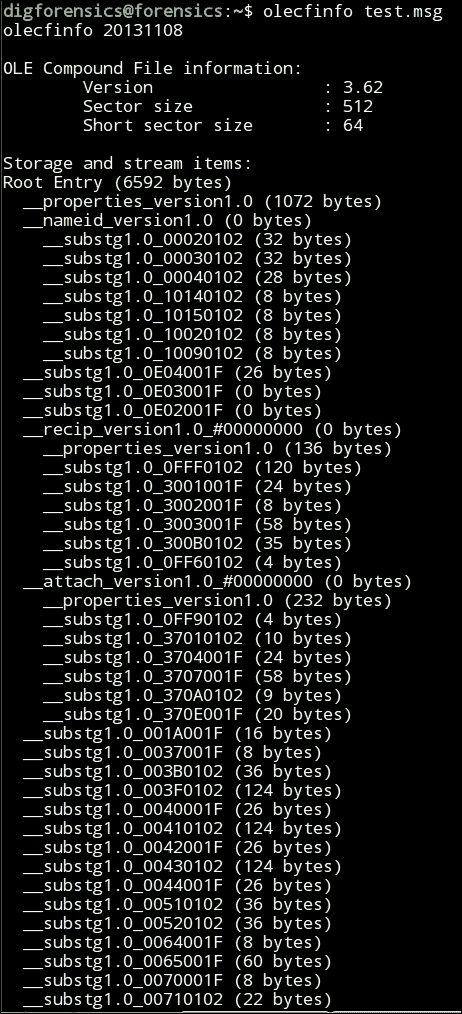 digforensics@forensics:~$ olecfinfo test.msg
olecfinfo 20131108

OLE Compound File information:
        Version                 : 3.62
        Sector size             : 512
        Short sector size       : 64

Storage and stream items:
Root Entry (6592 bytes)
  __properties_version1.0 (1072 bytes)
  __nameid_version1.0 (0 bytes)
    __substg1.0_00020102 (32 bytes)
    __substg1.0_00030102 (32 bytes)
    __substg1.0_00040102 (28 bytes)
    __substg1.0_10140102 (8 bytes)
    __substg1.0_10150102 (8 bytes)
    __substg1.0_10020102 (8 bytes)
    __substg1.0_10090102 (8 bytes)
  __substg1.0_0E04001F (26 bytes)
  __substg1.0_0E03001F (0 bytes)
  __substg1.0_0E02001F (0 bytes)
  __recip_version1.0_#00000000 (0 bytes)
    __properties_version1.0 (136 bytes)
    __substg1.0_0FFF0102 (120 bytes)
    __substg1.0_3001001F (24 bytes)
    __substg1.0_3002001F (8 bytes)
    __substg1.0_3003001F (58 bytes)
    __substg1.0_300B0102 (35 bytes)
    __substg1.0_0FF60102 (4 bytes)
  __attach_version1.0_#00000000 (0 bytes)
    __properties_version1.0 (232 bytes)
    __substg1.0_0FF90102 (4 bytes)
    __substg1.0_37010102 (10 bytes)
    __substg1.0_3704001F (24 bytes)
    __substg1.0_3707001F (58 bytes)
    __substg1.0_370A0102 (9 bytes)
    __substg1.0_370E001F (20 bytes)
  __substg1.0_001A001F (16 bytes)
  __substg1.0_0037001F (8 bytes)
  __substg1.0_003B0102 (36 bytes)
  __substg1.0_003F0102 (124 bytes)
  __substg1.0_0040001F (26 bytes)
  __substg1.0_00410102 (124 bytes)
  __substg1.0_0042001F (26 bytes)
  __substg1.0_00430102 (124 bytes)
  __substg1.0_0044001F (26 bytes)
  __substg1.0_00510102 (36 bytes)
  __substg1.0_00520102 (36 bytes)
  __substg1.0_0064001F (8 bytes)
  __substg1.0_0065001F (60 bytes)
  __substg1.0_0070001F (8 bytes)
  __substg1.0_00710102 (22 bytes)